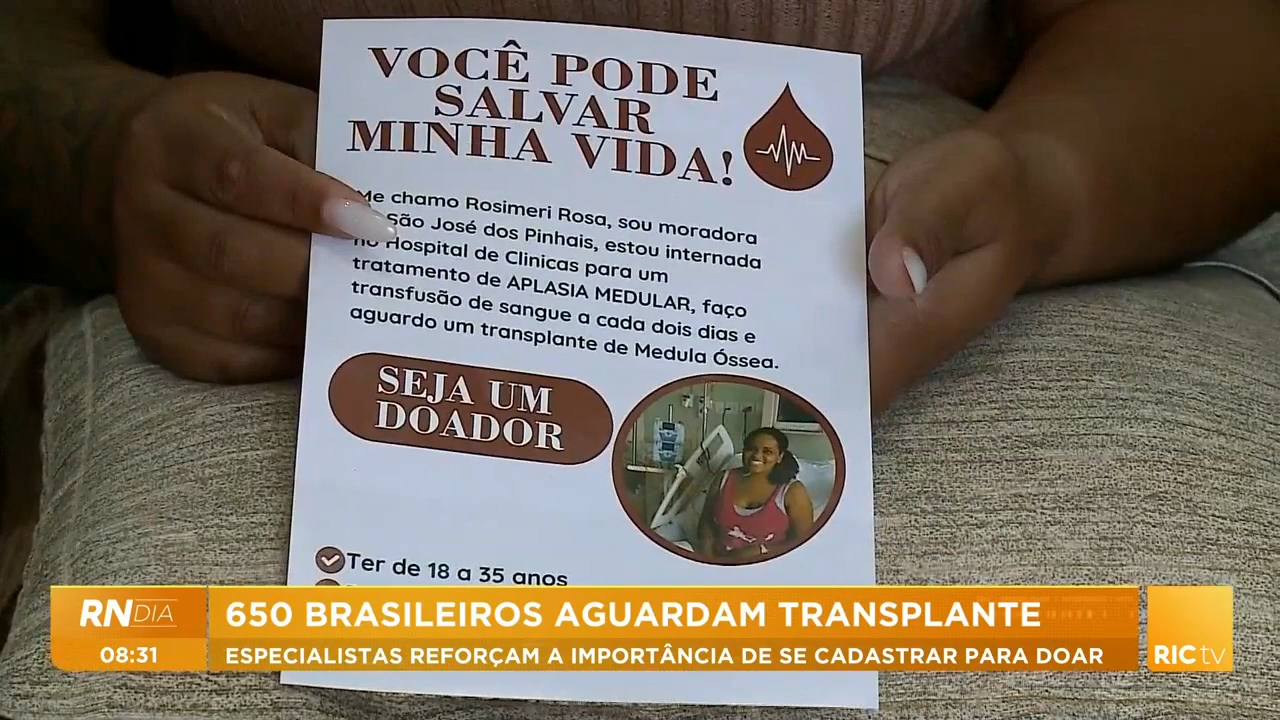 VOCÊ PODE
SALVAR
MINHA VIDA!
Me chamo Rosimeri Rosa, sou moradora
São José dos Pinhais, estou internada
no Hospital de Clinicas para um
tratamento de APLASIA MEDULAR, faço
transfusão de sangue a cada dois dias e
aguardo um transplante de Medula Óssea.
SEJA UM
DOADOR
Ter de 18 a 35 anos
RN DIA
08:31
650 BRASILEIROS AGUARDAM TRANSPLANTE
ESPECIALISTAS REFORÇAM A IMPORTÂNCIA DE SE CADASTRAR PARA DOAR
RIC tv